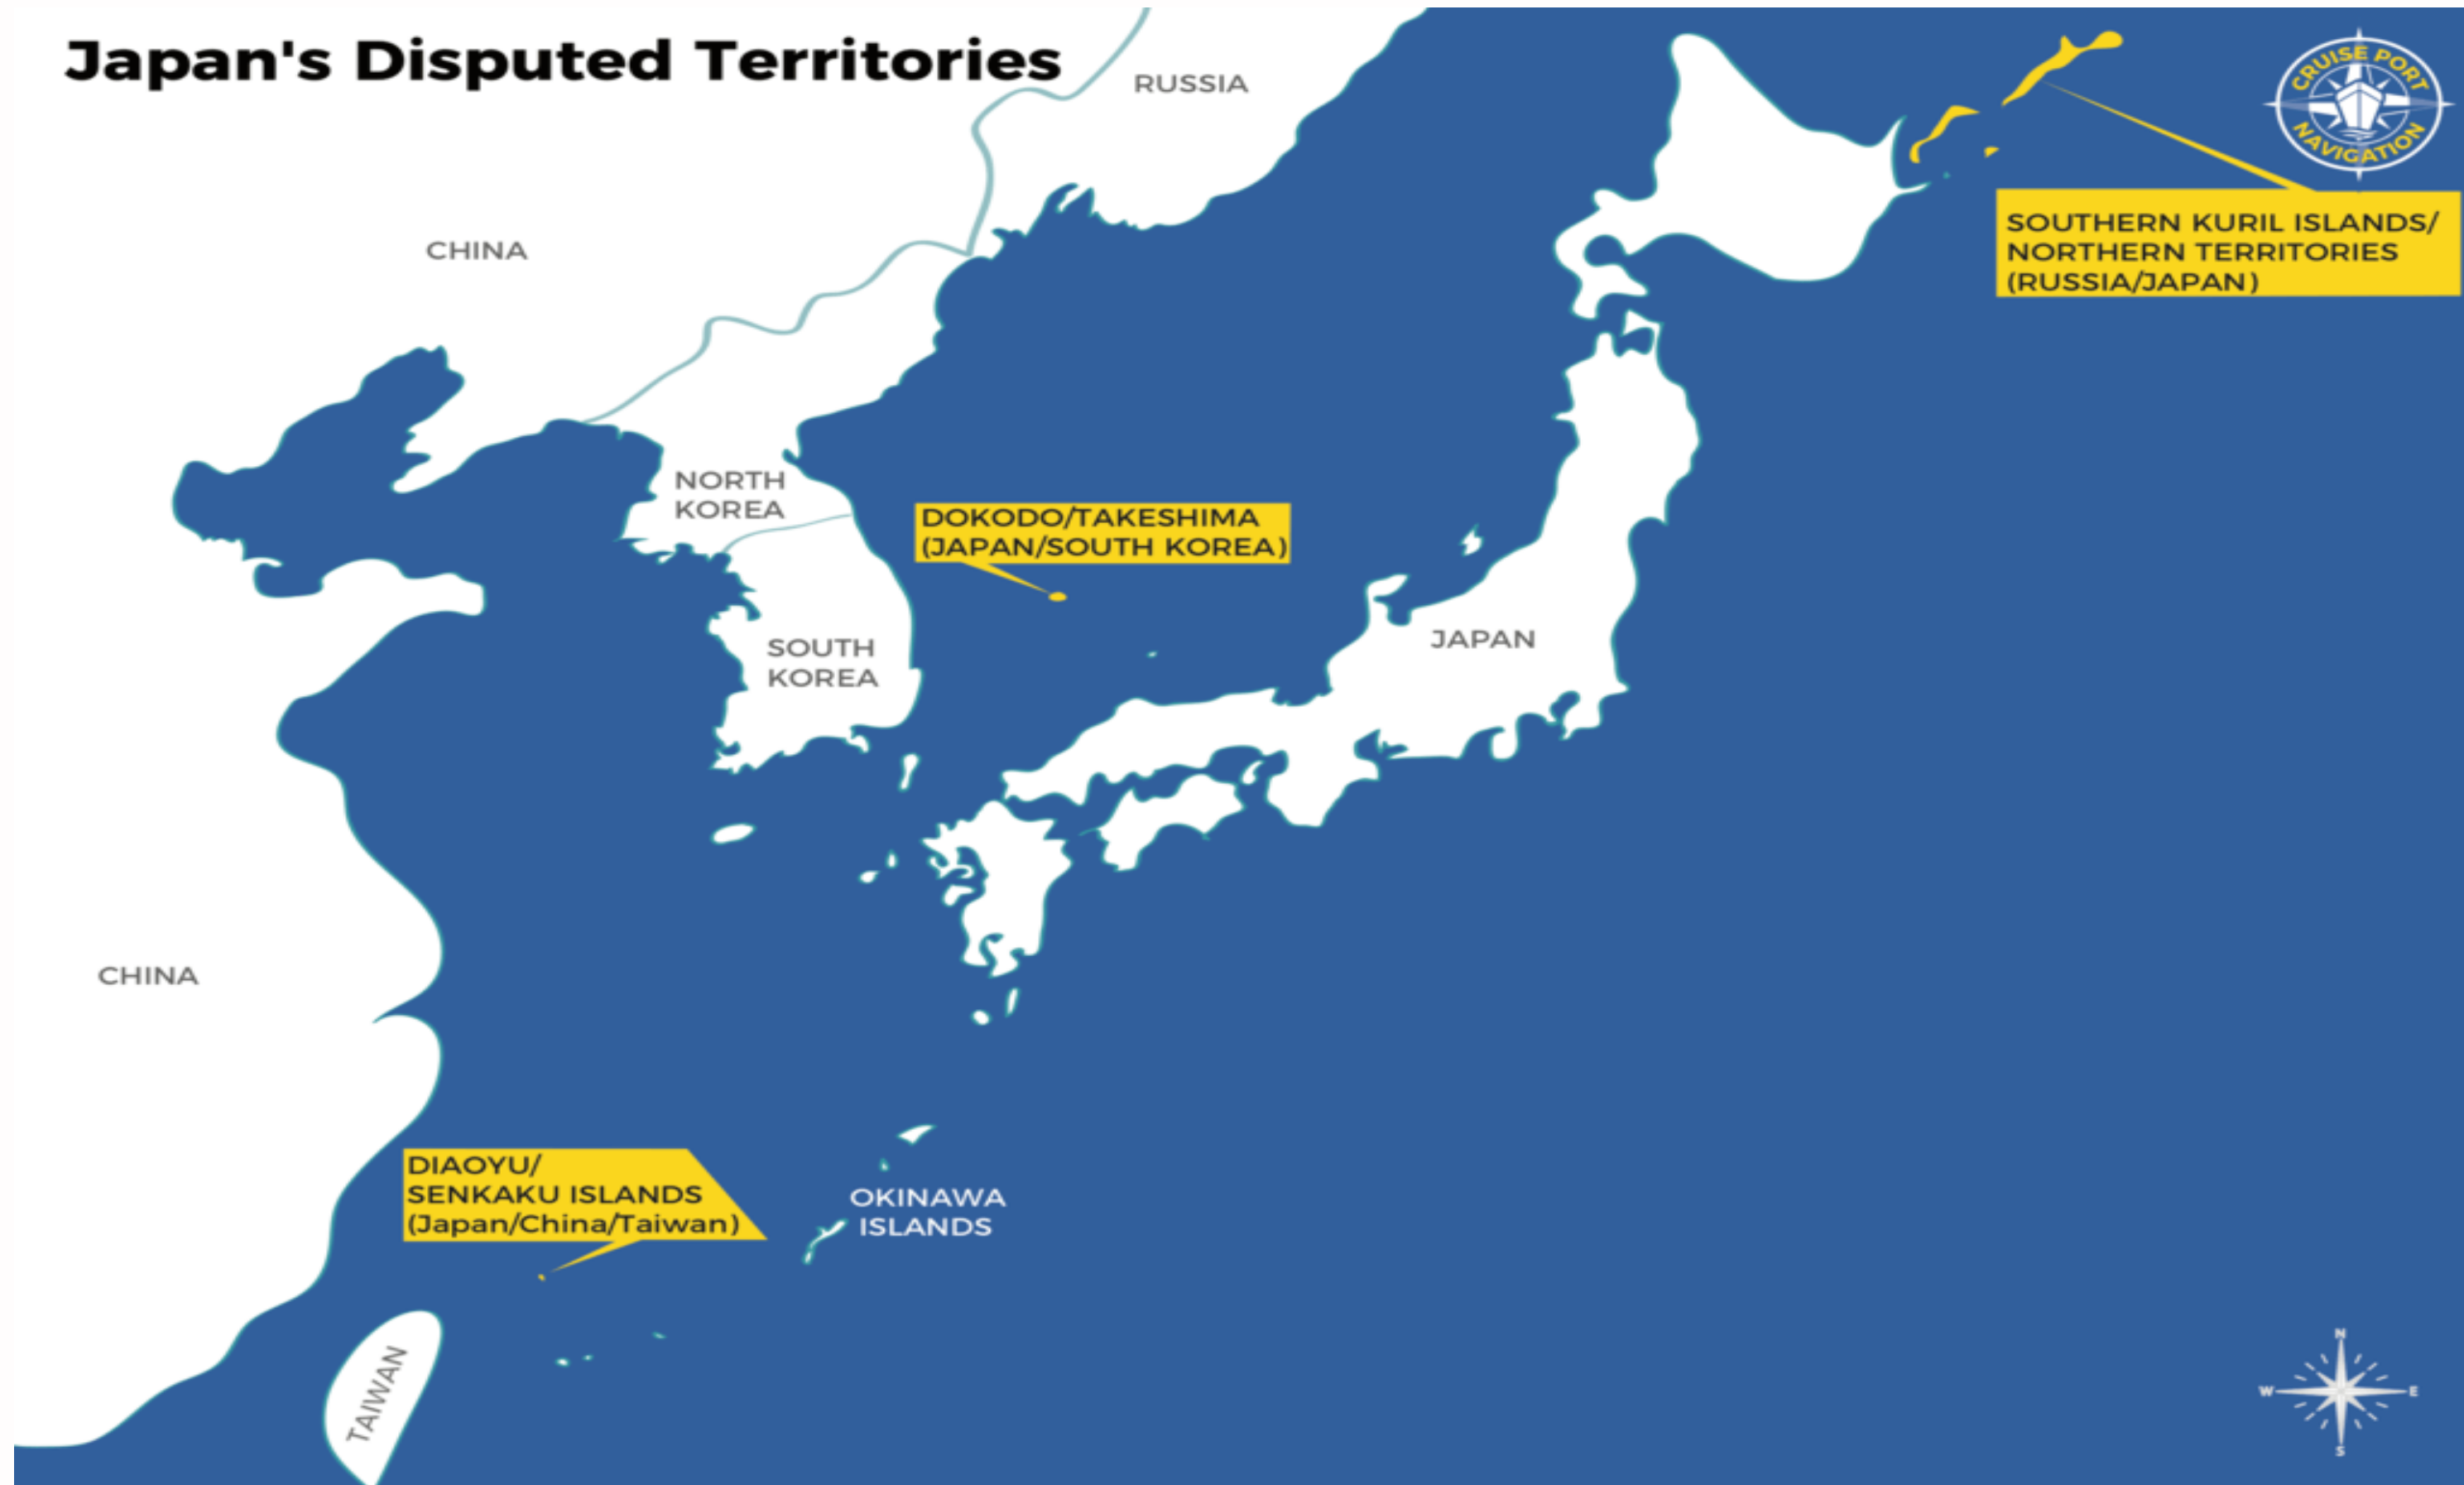 Japan's Disputed Territories
RUSSIA
CRUISE PORT
NAVIGATION
CHINA
SOUTHERN KURIL ISLANDS/
NORTHERN TERRITORIES
(RUSSIA/JAPAN)
NORTH
KOREA
DOKODO/TAKESHIMA
(JAPAN/SOUTH KOREA)
SOUTH
KOREA
JAPAN
CHINA
DIAOYU/
SENKAKU ISLANDS
(Japan/China/Taiwan)
OKINAWA
ISLANDS
TAIWAN
N
W
E
S